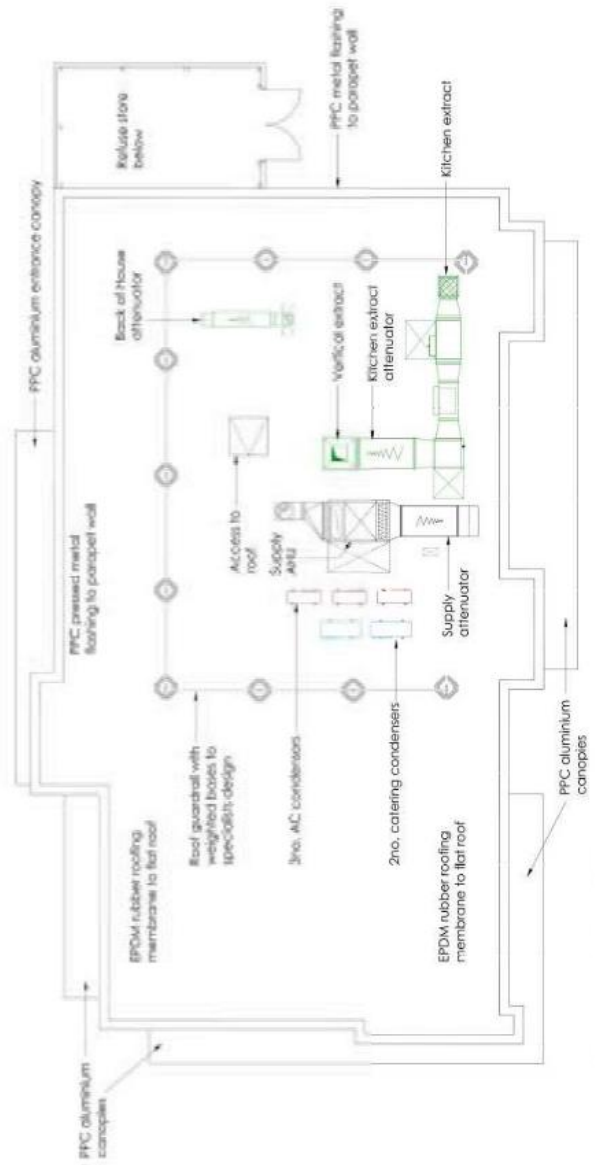 PPC aluminium
canopies
PPC aluminium entrance canopy
PPC pressed metal
flashing to parapet wall
Refuse store
below
EPDM rubber roofing
membrane to flat roof
Back of House
attenuator
Roof guardrail with
weighted bases to
specialists design
Access to
roof
Supply
AHU
3no. AC condensors
Vertical extract
PPC metal flashing
to parapet wall
Kitchen extract
attenuator
2no. catering condensers
Kitchen extract
Supply
attenuator
EPDM rubber roofing
membrane to flat roof
PPC aluminium
canopies